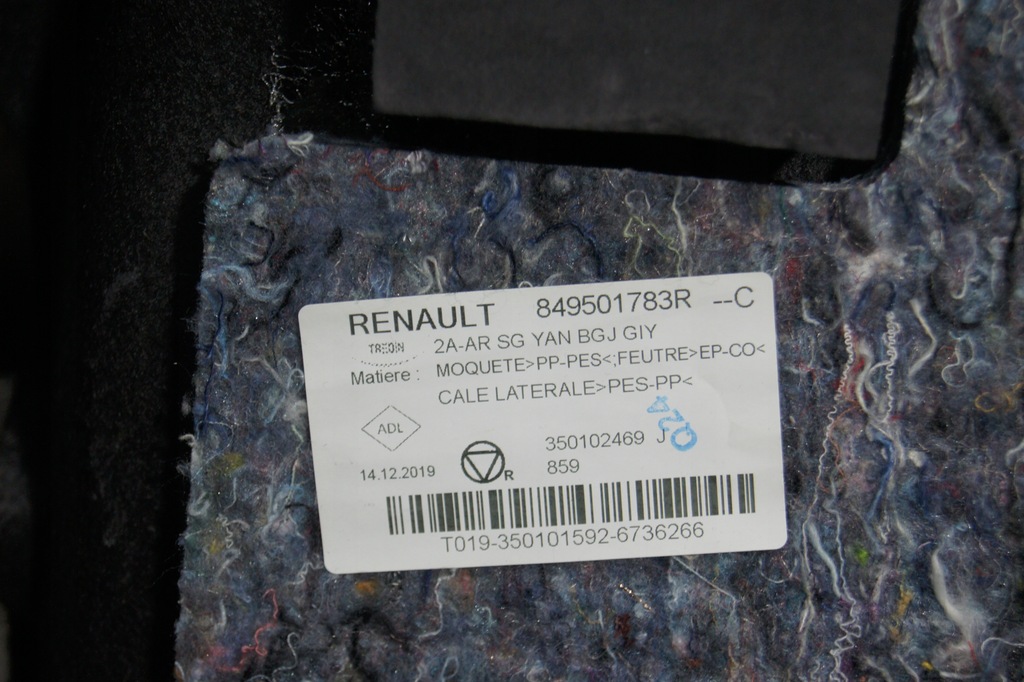 RENAULT 849501783R --C
2A-AR SG YAN BGJ GIY
Matiere : MOQUETE>PP-PES<;FEUTRE>EP-CO<
CALE LATERALE>PES-PP<
ADL
350102469 J
14.12.2019 R 859
T019-350101592-6736266